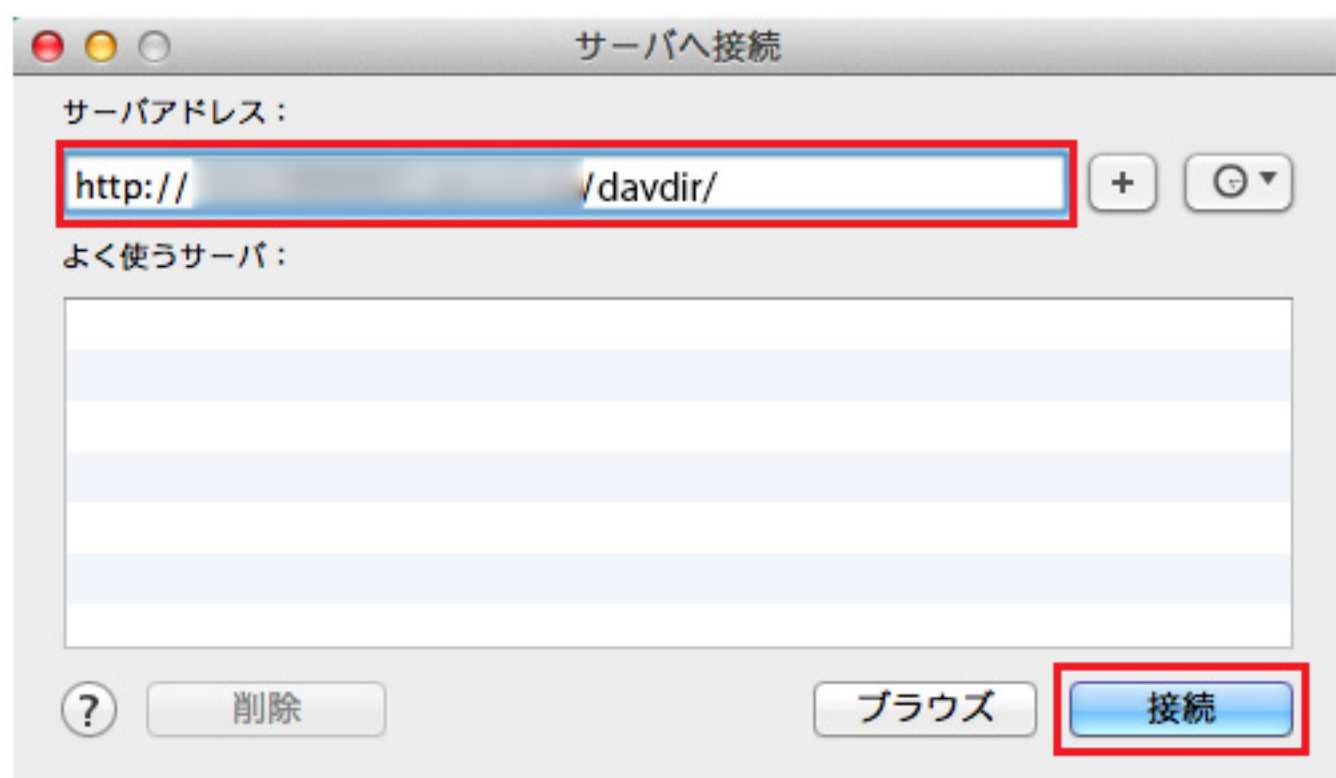 サーバへ接続
サーバアドレス：
http:// /davdir/
+
よく使うサーバ：
?
削除
ブラウズ
接続